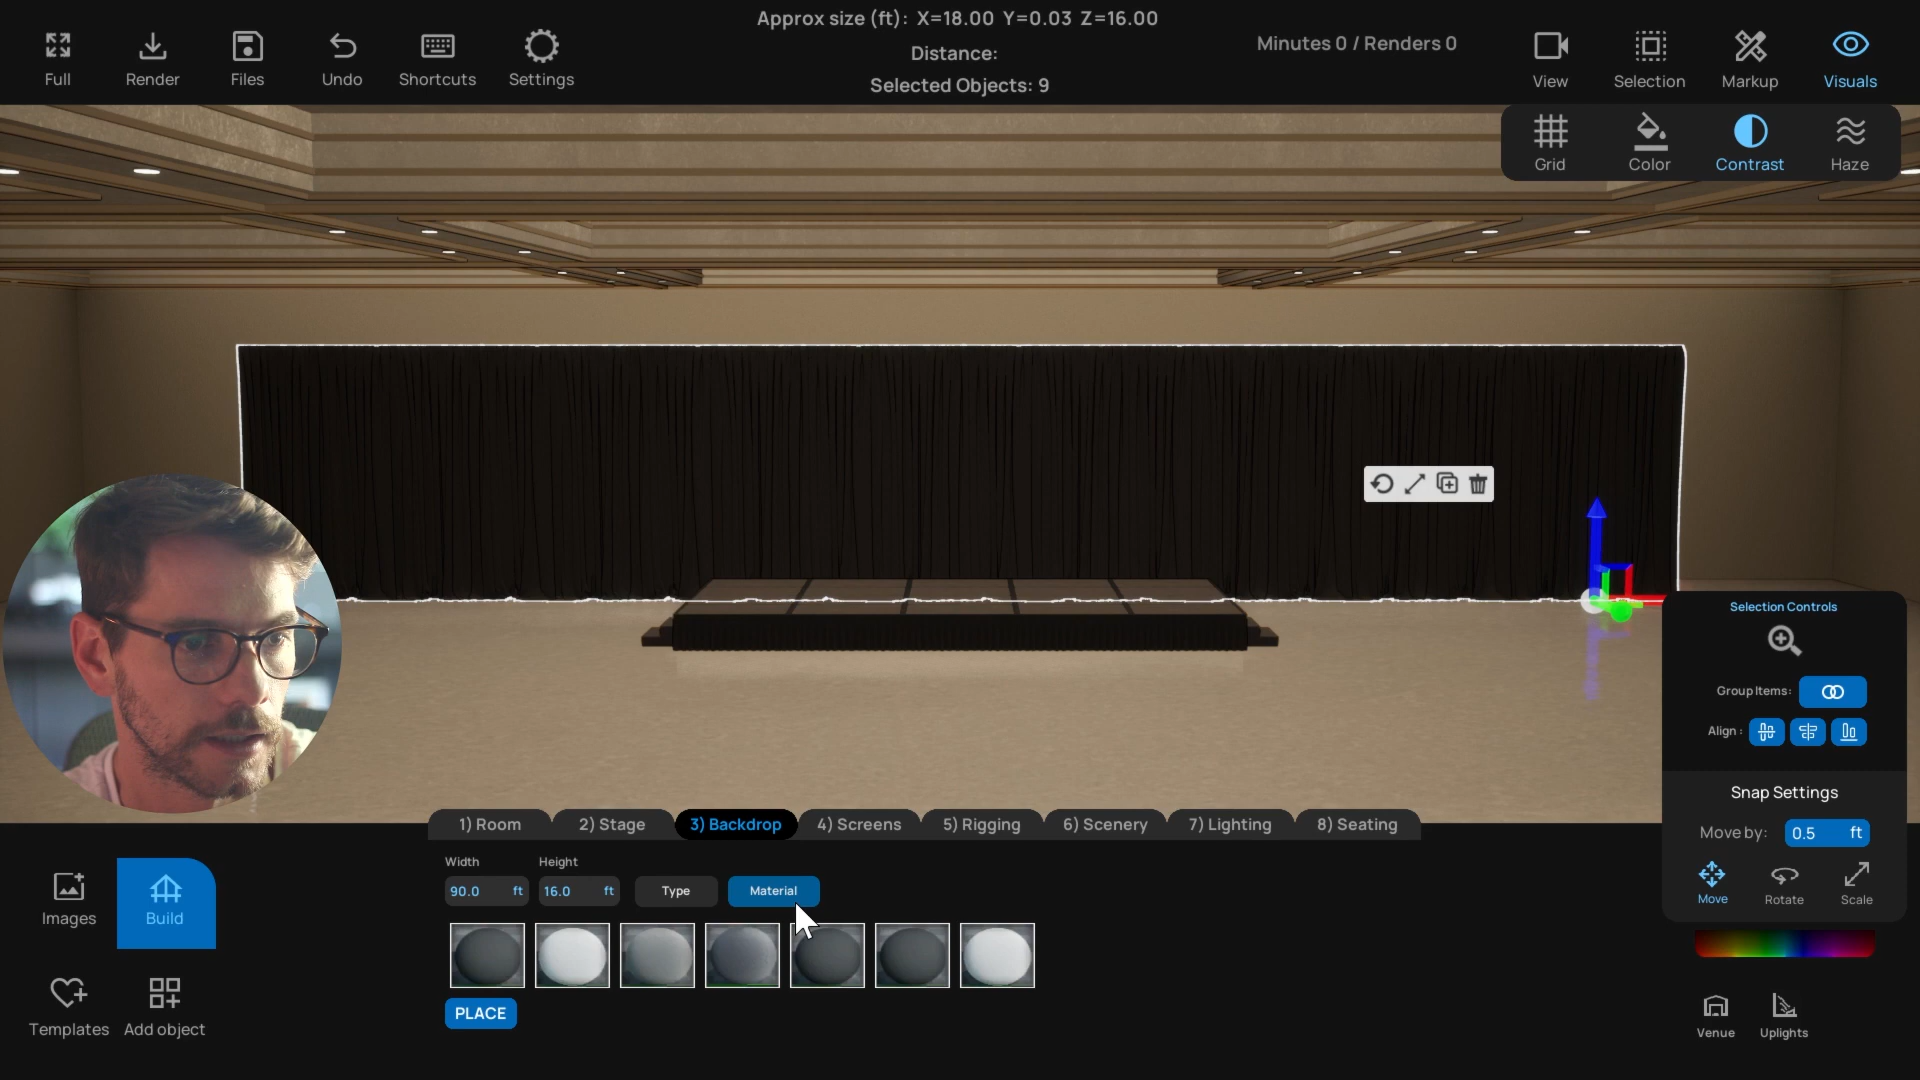 Approx size (ft): X=18.00 Y=0.03 Z=16.00
Distance:
Selected Objects: 9
Minutes 0 / Renders 0
Full
Render
Files
Undo
Shortcuts
Settings
View
Selection
Markup
Visuals
Grid
Color
Contrast
Haze
Selection Controls
Group Items:
Align :
Snap Settings
Move by: 0.5 ft
Move
Rotate
Scale
1) Room
2) Stage
3) Backdrop
4) Screens
5) Rigging
6) Scenery
7) Lighting
8) Seating
Width
Height
90.0 ft
16.0 ft
Type
Material
PLACE
Images
Build
Templates
Add object
Venue
Uplights